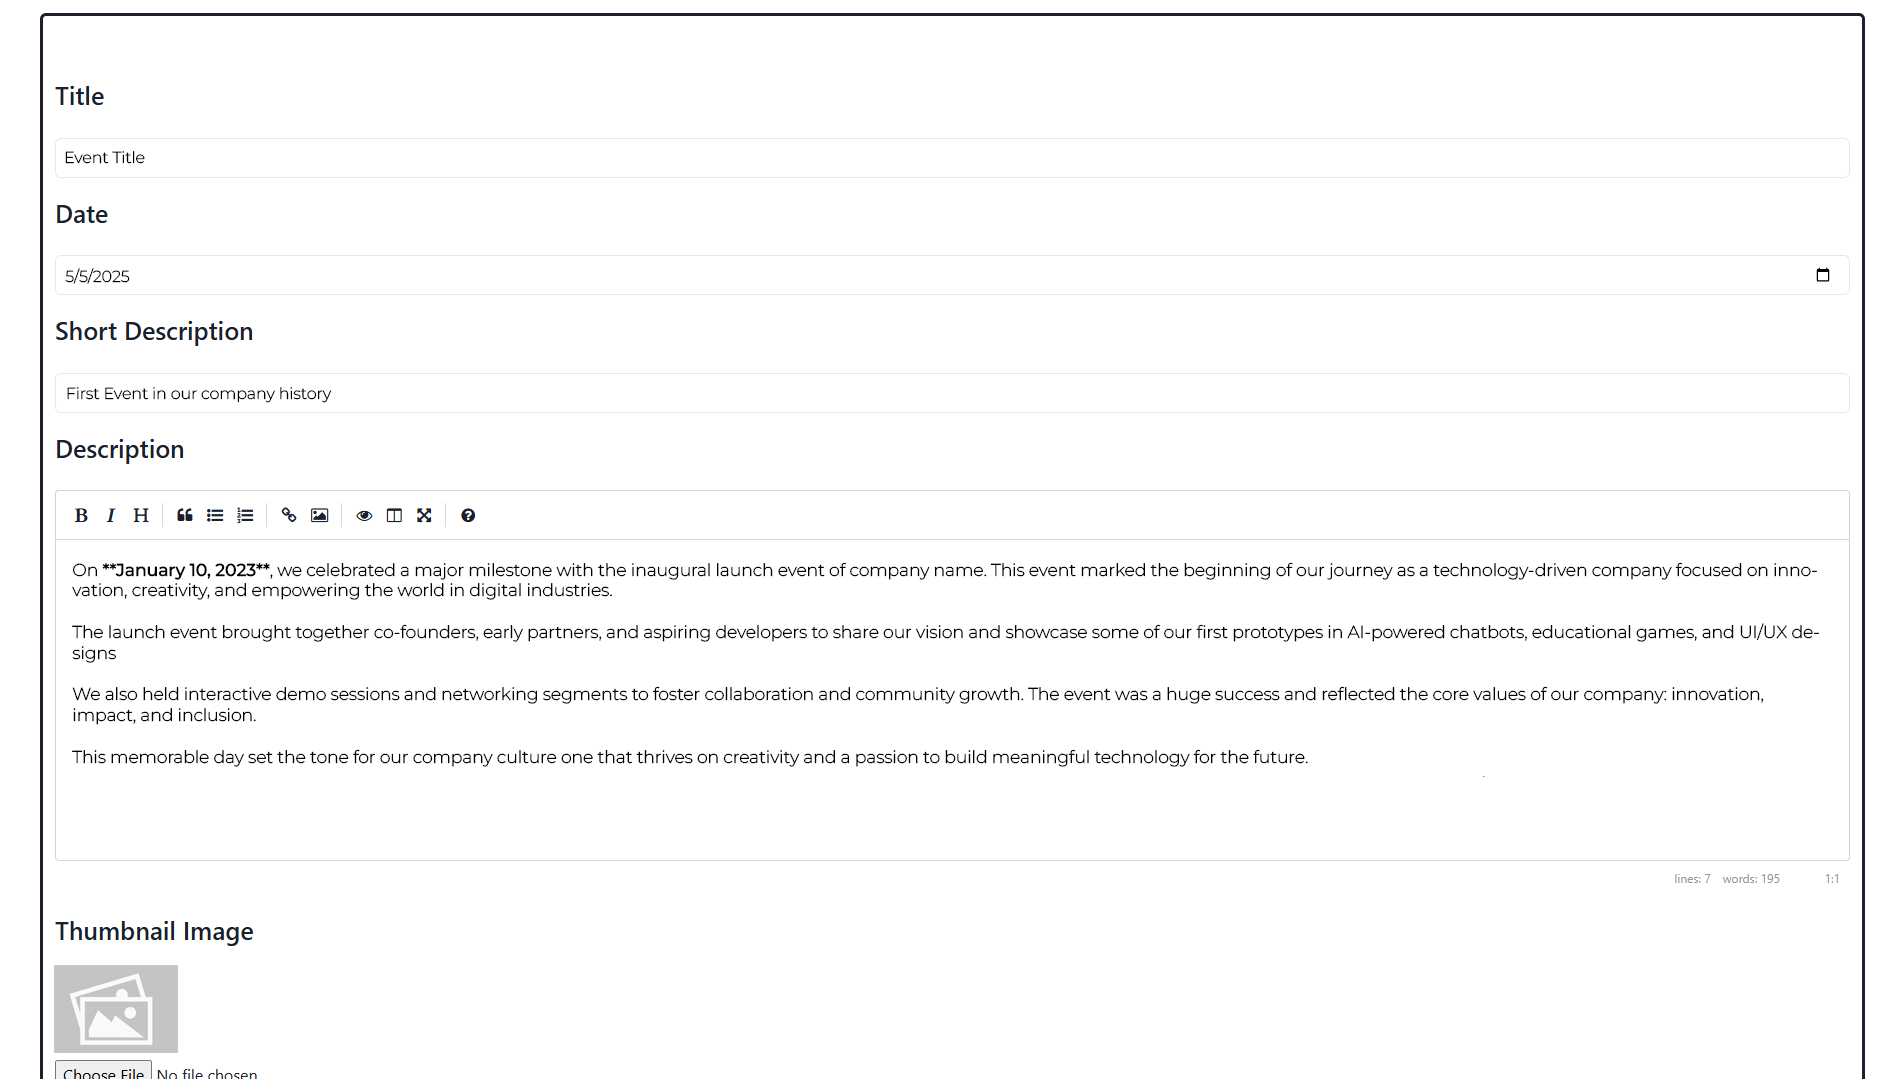 Title
Event Title
Date
5/5/2025
Short Description
First Event in our company history
Description
B I H
On **January 10, 2023**, we celebrated a major milestone with the inaugural launch event of company name. This event marked the beginning of our journey as a technology-driven company focused on inno-
vation, creativity, and empowering the world in digital industries.
The launch event brought together co-founders, early partners, and aspiring developers to share our vision and showcase some of our first prototypes in AI-powered chatbots, educational games, and UI/UX de-
signs
We also held interactive demo sessions and networking segments to foster collaboration and community growth. The event was a huge success and reflected the core values of our company: innovation,
impact, and inclusion.
This memorable day set the tone for our company culture one that thrives on creativity and a passion to build meaningful technology for the future.
lines: 7 words: 195 1:1
Thumbnail Image
Choose File No file chosen